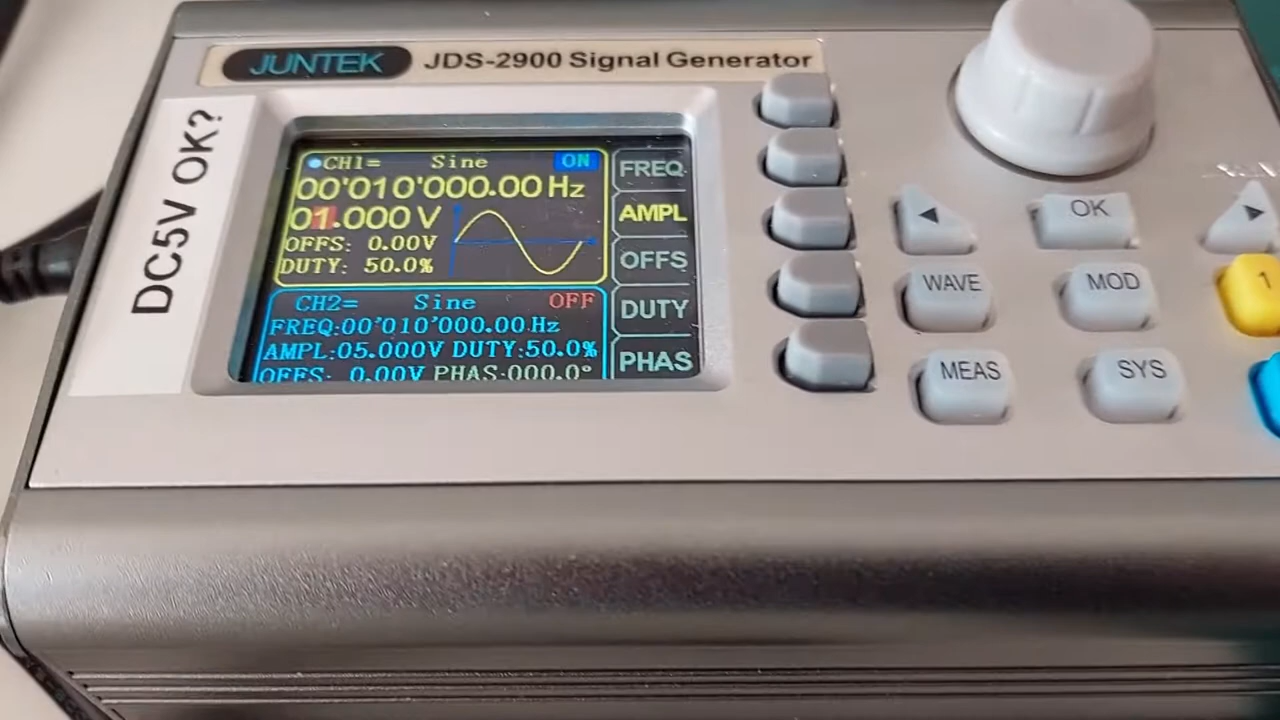 JUNTEK JDS-2900 Signal Generator
DC5V OK?
CH1= Sine ON
00'010'000.00 Hz
01.000 V
OFFS: 0.00V
DUTY: 50.0%
CH2= Sine OFF
FREQ:00'010'000.00 Hz
AMPL:05.000V DUTY:50.0%
OFFS: 0.00V PHAS:000.0°
FREQ
AMPL
OFFS
DUTY
PHAS
◀ OK ▶
WAVE MOD 1
MEAS SYS